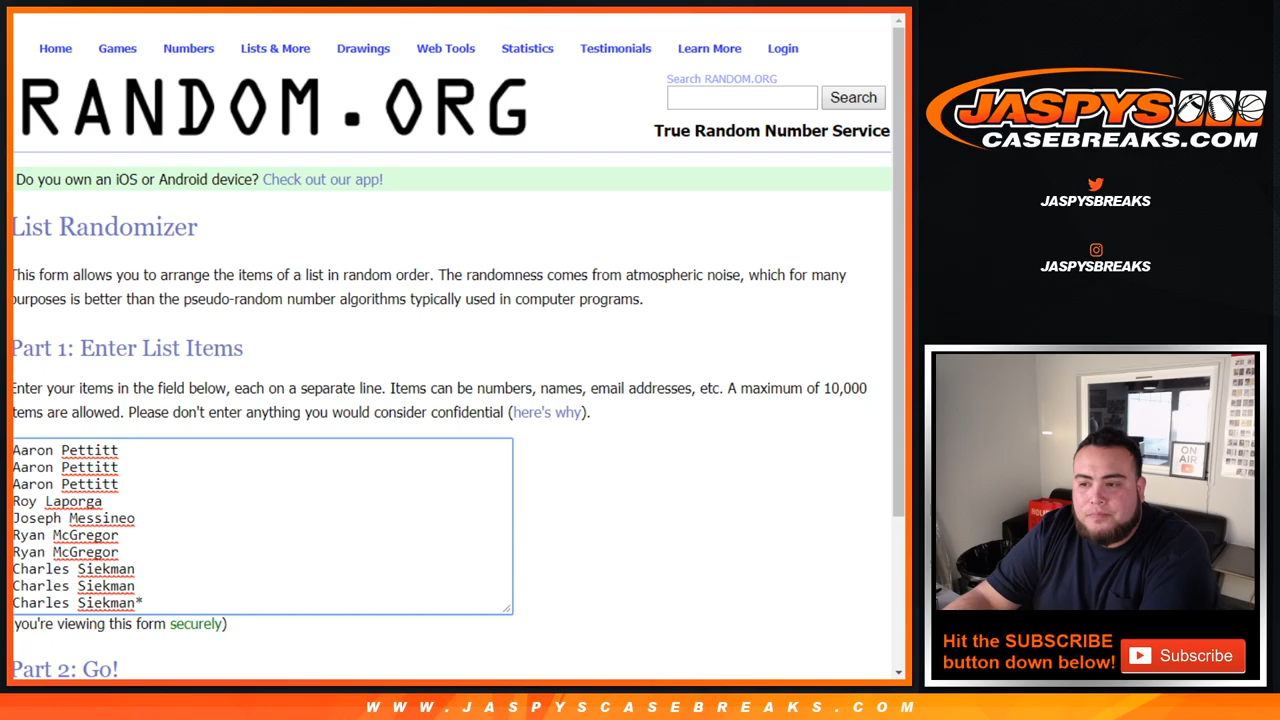 Home Games Numbers Lists & More Drawings Web Tools Statistics Testimonials Learn More Login
RANDOM.ORG
Search RANDOM.ORG
Search
True Random Number Service
Do you own an iOS or Android device? Check out our app!
List Randomizer
This form allows you to arrange the items of a list in random order. The randomness comes from atmospheric noise, which for many
purposes is better than the pseudo-random number algorithms typically used in computer programs.
Part 1: Enter List Items
Enter your items in the field below, each on a separate line. Items can be numbers, names, email addresses, etc. A maximum of 10,000
items are allowed. Please don't enter anything you would consider confidential (here's why).
Aaron Pettitt
Aaron Pettitt
Aaron Pettitt
Roy Laporga
Joseph Messineo
Ryan McGregor
Ryan McGregor
Charles Siekman
Charles Siekman
Charles Siekman*
you're viewing this form securely)
Part 2: Go!
JASPYS
CASEBREAKS.COM
JASPYSBREAKS
JASPYSBREAKS
ON
AIR
Hit the SUBSCRIBE
button down below!
Subscribe
WWW.JASPYSCASEBREAKS.COM